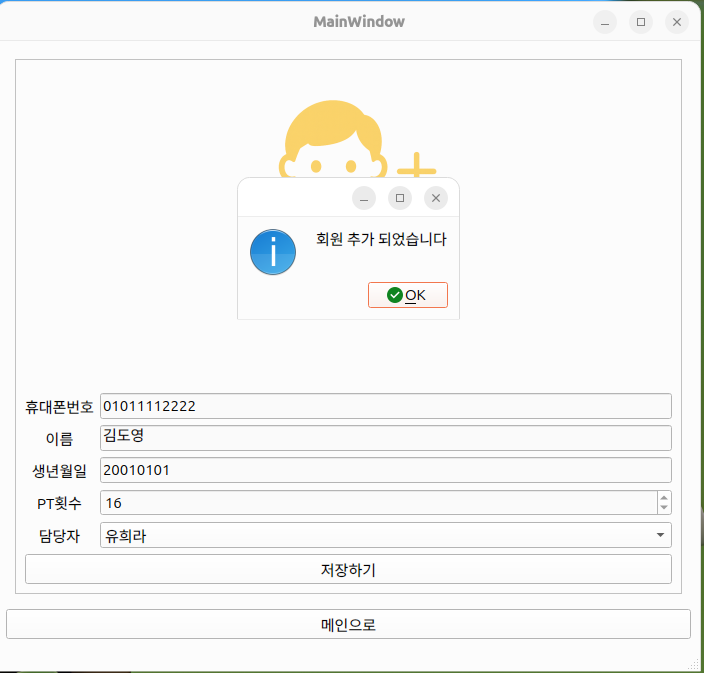 MainWindow
회원 추가 되었습니다
OK
휴대폰번호 01011112222
이름 김도영
생년월일 20010101
PT횟수 16
담당자 유희라
저장하기
메인으로